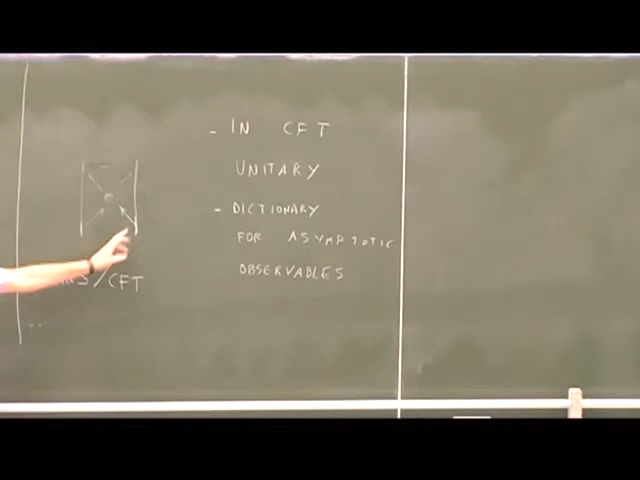 - IN CFT
UNITARY
- DICTIONARY
FOR ASYMPTOTIC
OBSERVABLES
/CFT